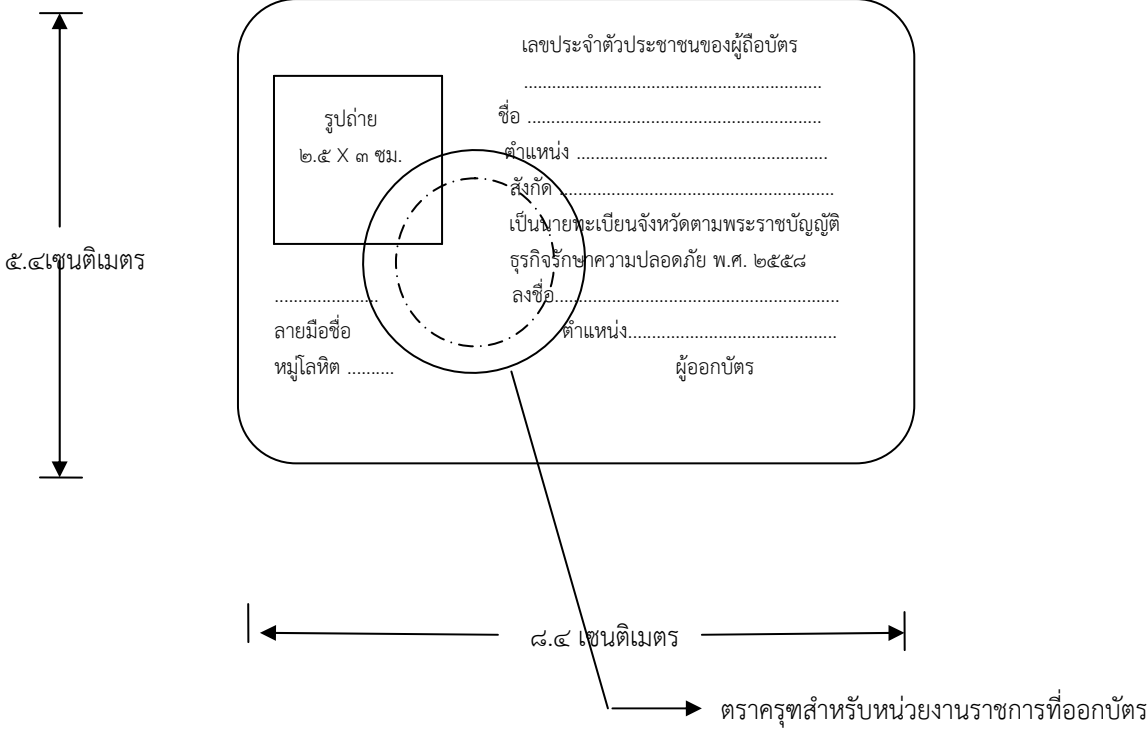 เลขประจำตัวประชาชนของผู้ถือบัตร
..............................................................
รูปถ่าย
๒.๕ X ๓ ซม.
ชื่อ ..............................................................
ตำแหน่ง .....................................................
สังกัด ..........................................................
เป็นนายทะเบียนจังหวัดตามพระราชบัญญัติ
ธุรกิจรักษาความปลอดภัย พ.ศ. ๒๕๕๘
๕.๔เซนติเมตร
......................
ลงชื่อ............................................................
ลายมือชื่อ
ตำแหน่ง............................................
หมู่โลหิต ..........
ผู้ออกบัตร
๘.๔ เซนติเมตร
ตราครุฑสำหรับหน่วยงานราชการที่ออกบัตร